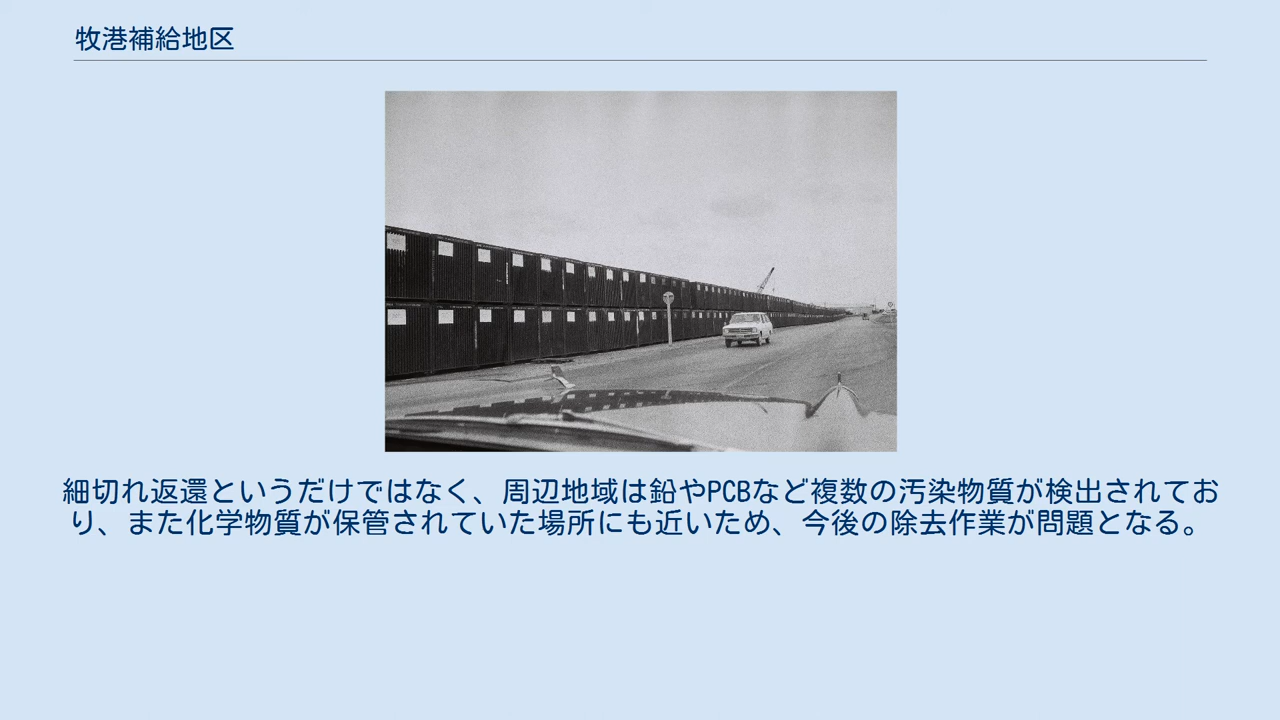 牧港補給地区
細切れ返還というだけではなく、周辺地域は鉛やPCBなど複数の汚染物質が検出されてお
り、また化学物質が保管されていた場所にも近いため、今後の除去作業が問題となる。